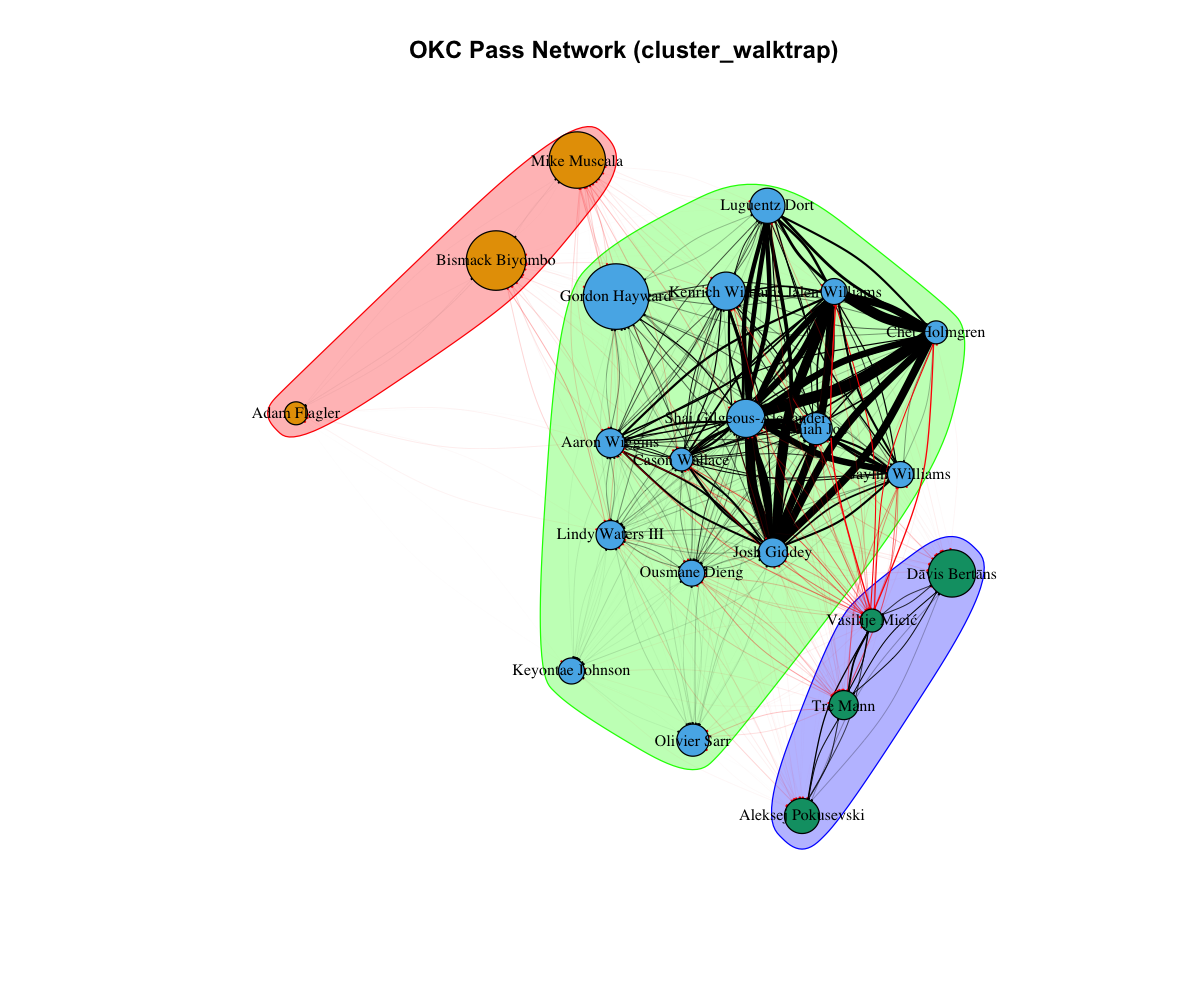 OKC Pass Network (cluster_walktrap)
Mike Muscala
Luguentz Dort
Bismack Biyombo
Gordon Hayward
Kenrich Williams
Jalen Williams
Chet Holmgren
Adam Flagler
Shai Gilgeous-Alexander
Aaron Wiggins
Cason Wallace
Jaylin Williams
Lindy Waters III
Josh Giddey
Ousmane Dieng
Dāvis Bertāns
Vasilije Micić
Keyontae Johnson
Tre Mann
Olivier Sarr
Aleksej Pokusevski